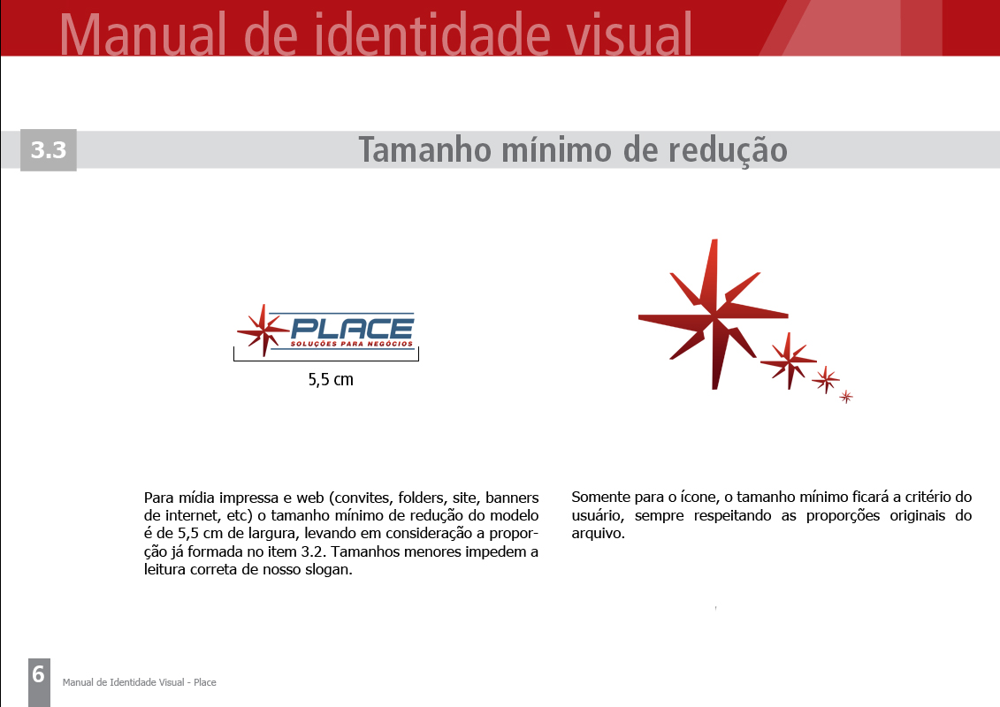 Manual de identidade visual
3.3
Tamanho mínimo de redução
PLACE
SOLUÇÕES PARA NEGÓCIOS
5,5 cm
Para mídia impressa e web (convites, folders, site, banners
de internet, etc) o tamanho mínimo de redução do modelo
é de 5,5 cm de largura, levando em consideração a propor-
ção já formada no item 3.2. Tamanhos menores impedem a
leitura correta de nosso slogan.
Somente para o ícone, o tamanho mínimo ficará a critério do
usuário, sempre respeitando as proporções originais do
arquivo.
6
Manual de Identidade Visual - Place